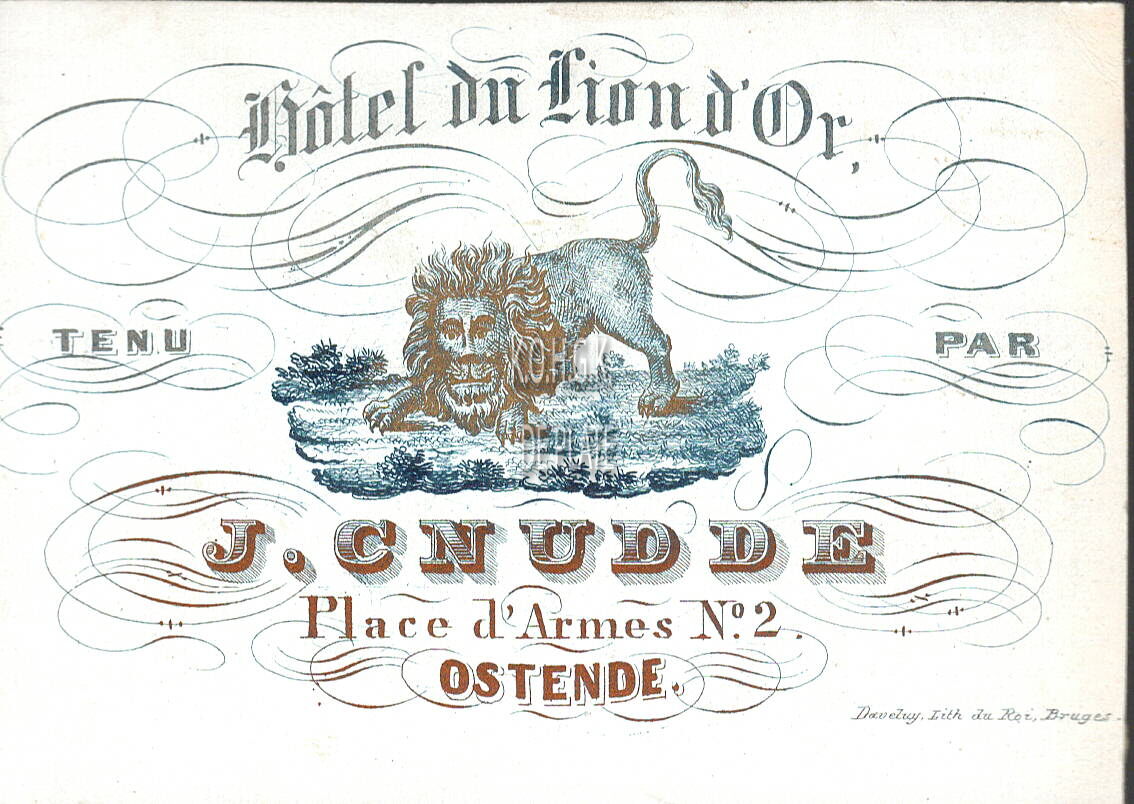 Hôtel du Lion d'Or,
TENU PAR
J. CNUDDE
Place d'Armes Nº. 2.
OSTENDE.
Daveluy, Lith du Roi, Bruges